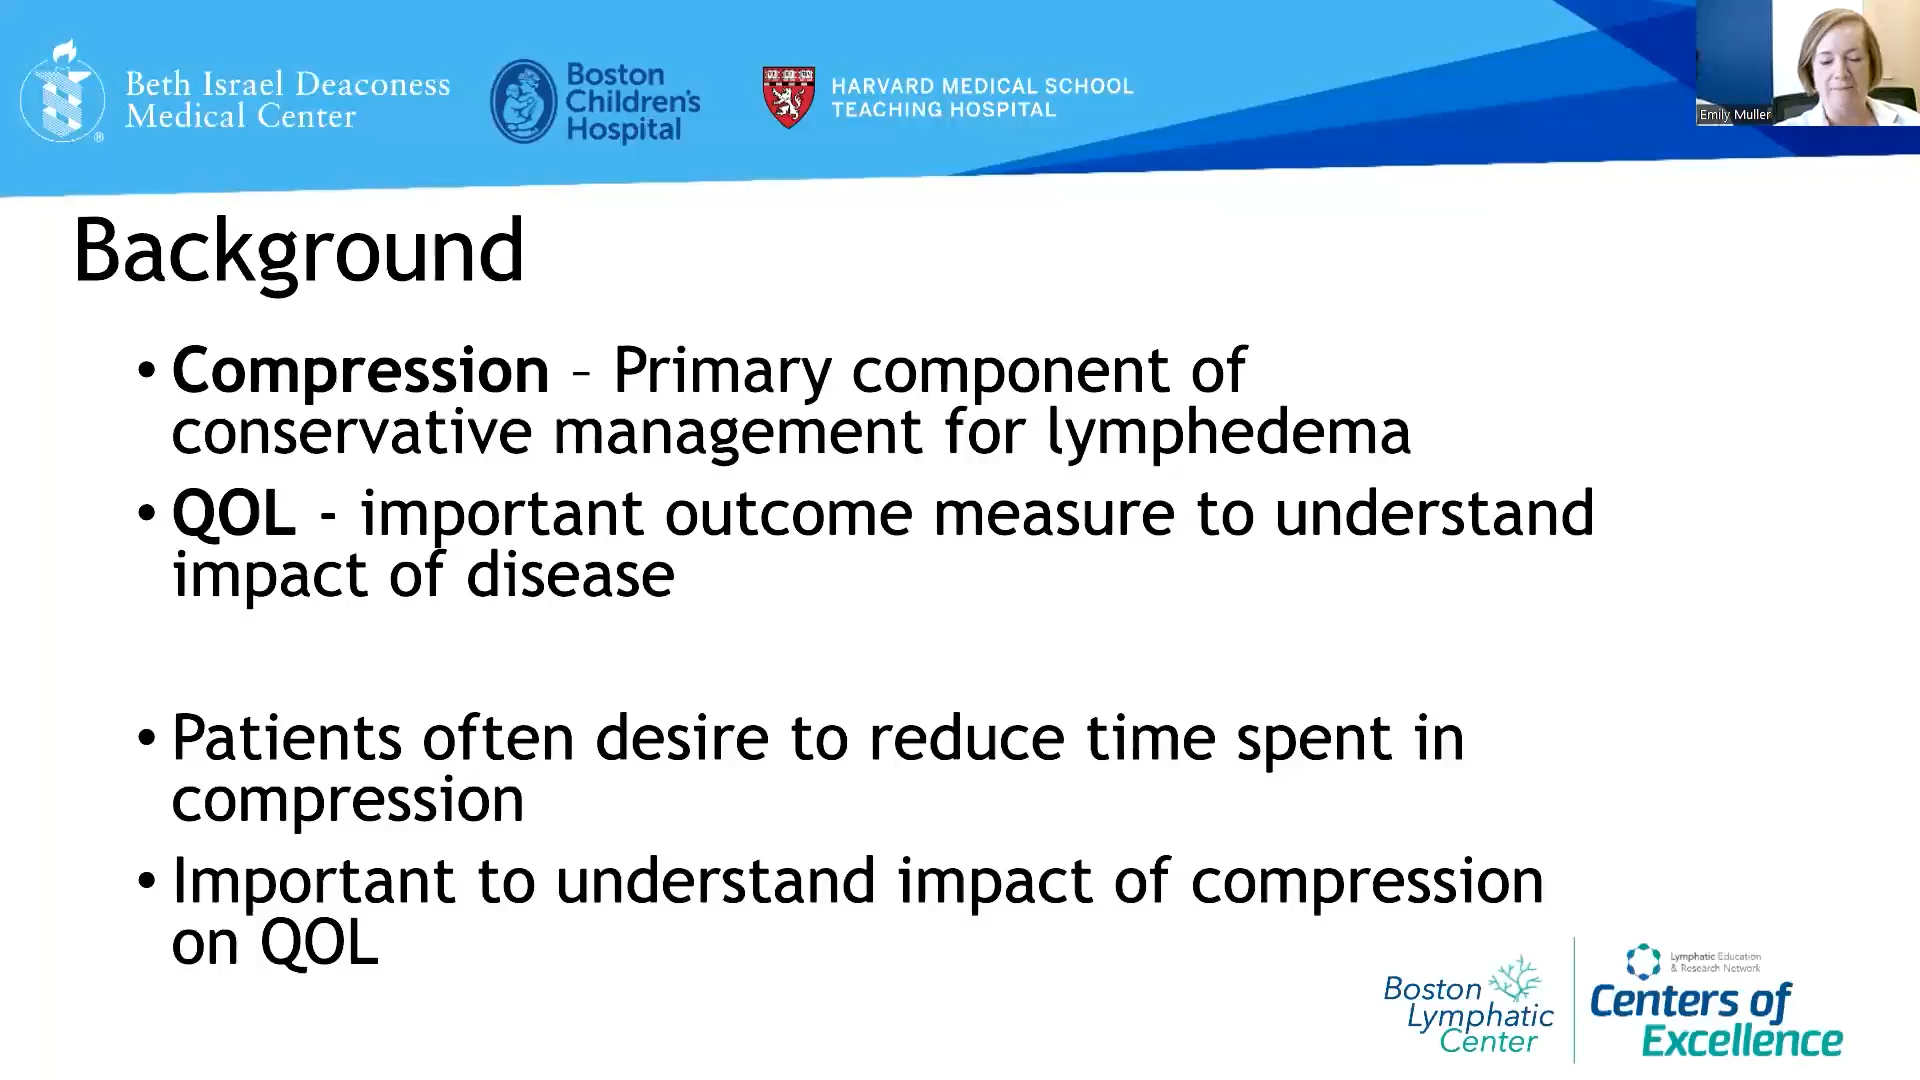 Beth Israel Deaconess
Medical Center
®
Boston
Children's
Hospital
HARVARD MEDICAL SCHOOL
TEACHING HOSPITAL
Emily Muller
Background
• Compression – Primary component of
conservative management for lymphedema
• QOL - important outcome measure to understand
impact of disease
• Patients often desire to reduce time spent in
compression
• Important to understand impact of compression
on QOL
Boston
Lymphatic
Center
Lymphatic Education
& Research Network
Centers of
Excellence